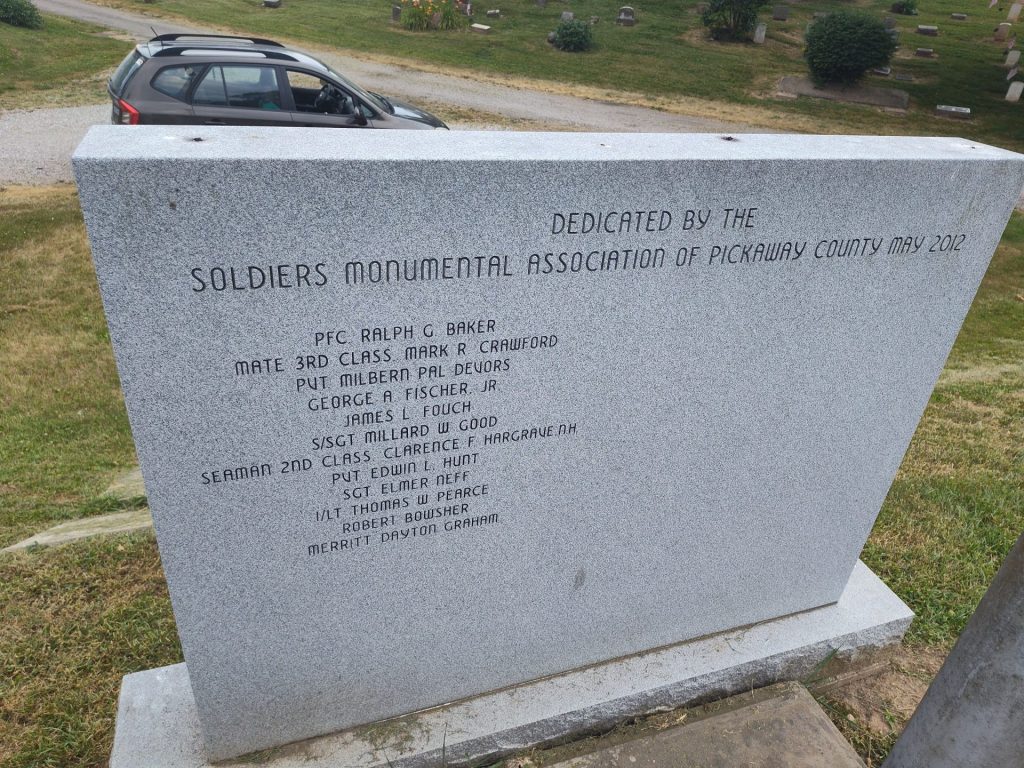 DEDICATED BY THE
SOLDIERS MONUMENTAL ASSOCIATION OF PICKAWAY COUNTY MAY 2012
PFC. RALPH G. BAKER
MATE 3RD CLASS. MARK R. CRAWFORD
PVT. MILBERN PAL DEVORS
GEORGE A. FISCHER, JR.
JAMES L. FOUCH
S/SGT MILLARD W. GOOD
SEAMAN 2ND CLASS. CLARENCE F. HARGRAVE.N.H.
PVT EDWIN L. HUNT
SGT ELMER NEFF
1/LT THOMAS W PEARCE
ROBERT BOWSHER
MERRITT DAYTON GRAHAM